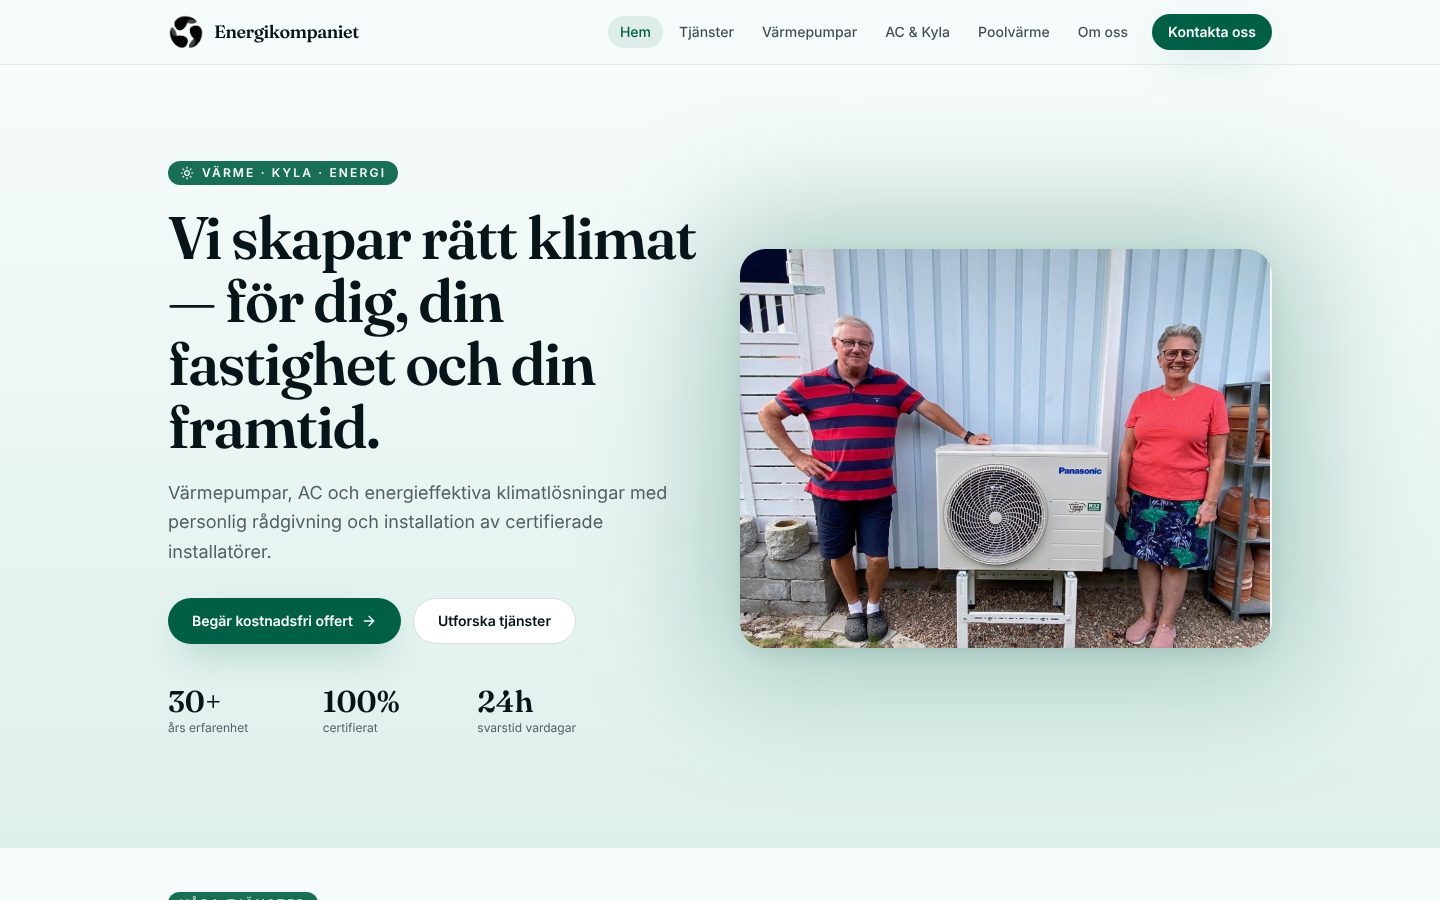 Energikompaniet
Hem
Tjänster
Värmepumpar
AC & Kyla
Poolvärme
Om oss
Kontakta oss
VÄRME · KYLA · ENERGI
Vi skapar rätt klimat
— för dig, din
fastighet och din
framtid.
Värmepumpar, AC och energieffektiva klimatlösningar med
personlig rådgivning och installation av certifierade
installatörer.
Begär kostnadsfri offert
Utforska tjänster
30+
års erfarenhet
100%
certifierat
24h
svarstid vardagar
Panasonic